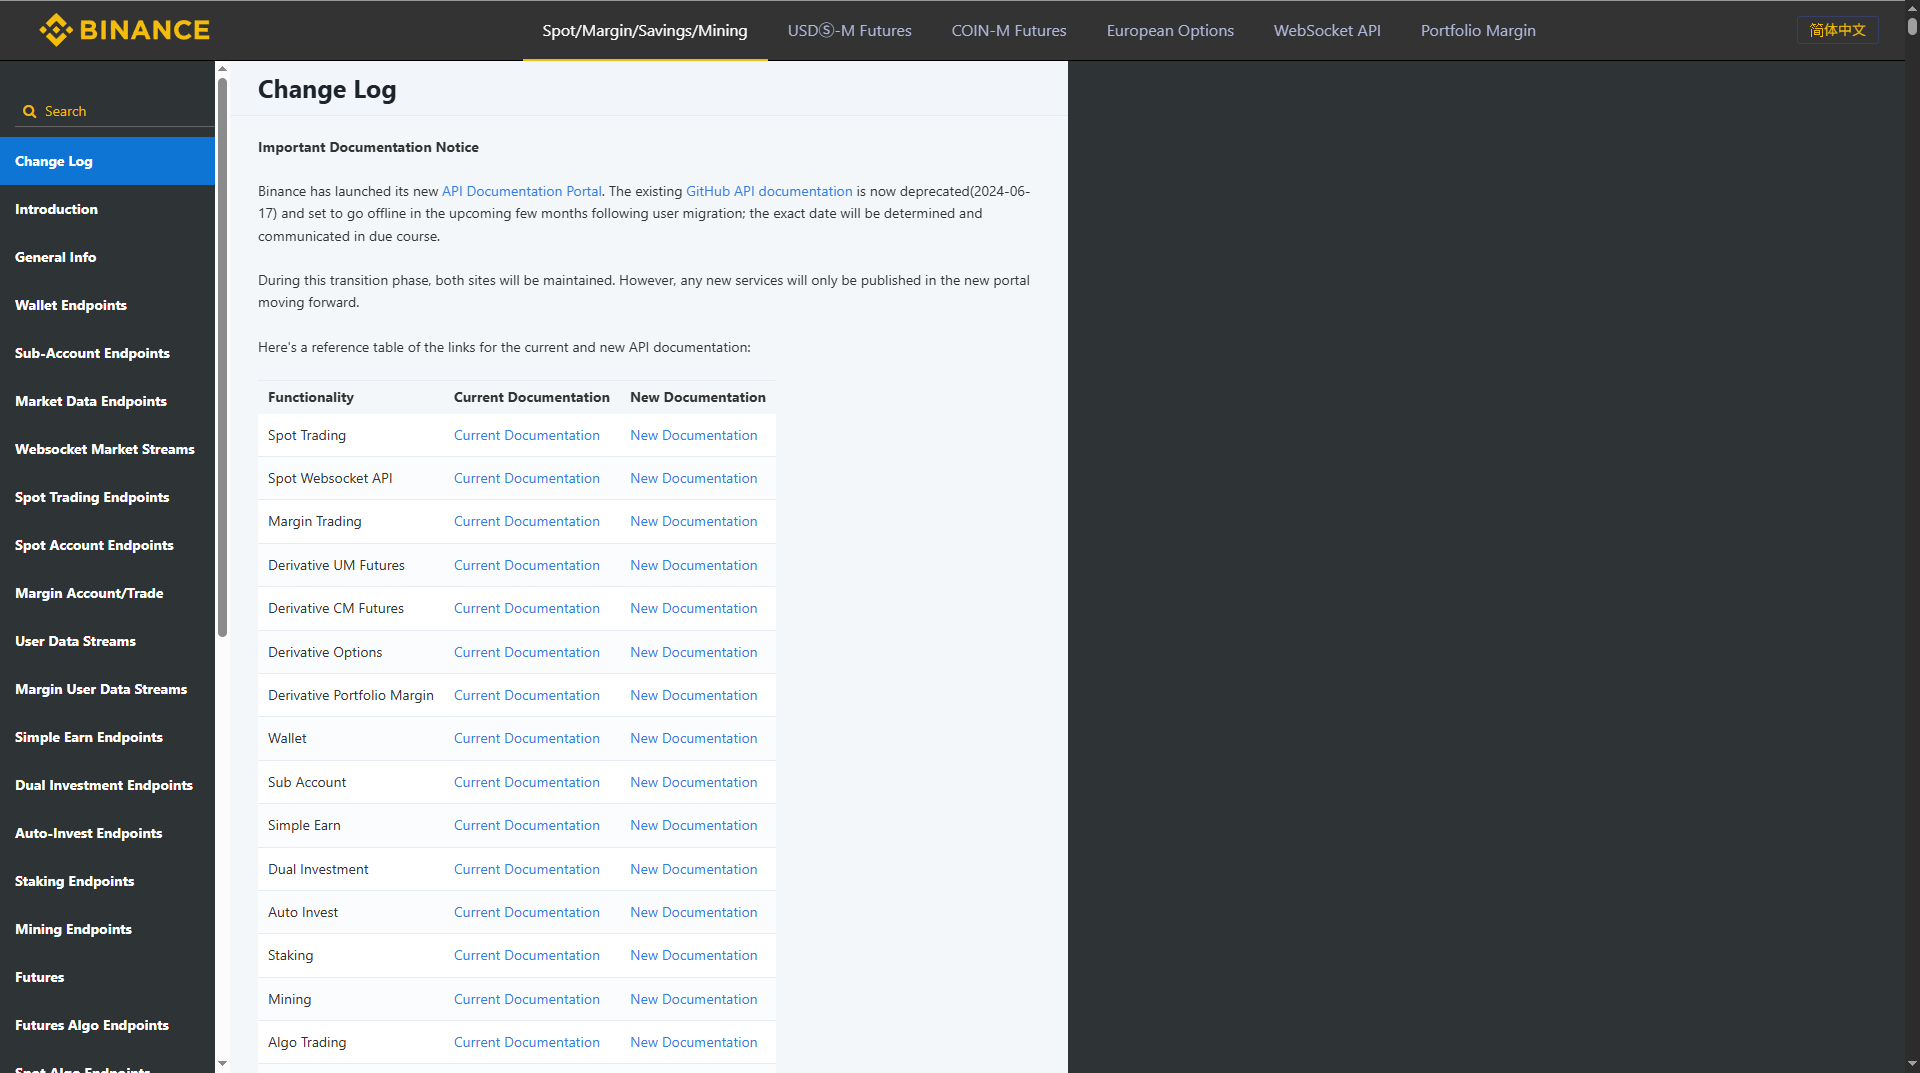 BINANCE
Spot/Margin/Savings/Mining
USDⓈ-M Futures
COIN-M Futures
European Options
WebSocket API
Portfolio Margin
简体中文
Search
Change Log
Introduction
General Info
Wallet Endpoints
Sub-Account Endpoints
Market Data Endpoints
Websocket Market Streams
Spot Trading Endpoints
Spot Account Endpoints
Margin Account/Trade
User Data Streams
Margin User Data Streams
Simple Earn Endpoints
Dual Investment Endpoints
Auto-Invest Endpoints
Staking Endpoints
Mining Endpoints
Futures
Futures Algo Endpoints
Spot Algo Endpoints
Change Log
Important Documentation Notice
Binance has launched its new API Documentation Portal. The existing GitHub API documentation is now deprecated(2024-06-
17) and set to go offline in the upcoming few months following user migration; the exact date will be determined and
communicated in due course.
During this transition phase, both sites will be maintained. However, any new services will only be published in the new portal
moving forward.
Here's a reference table of the links for the current and new API documentation:
Functionality Current Documentation New Documentation
Spot Trading Current Documentation New Documentation
Spot Websocket API Current Documentation New Documentation
Margin Trading Current Documentation New Documentation
Derivative UM Futures Current Documentation New Documentation
Derivative CM Futures Current Documentation New Documentation
Derivative Options Current Documentation New Documentation
Derivative Portfolio Margin Current Documentation New Documentation
Wallet Current Documentation New Documentation
Sub Account Current Documentation New Documentation
Simple Earn Current Documentation New Documentation
Dual Investment Current Documentation New Documentation
Auto Invest Current Documentation New Documentation
Staking Current Documentation New Documentation
Mining Current Documentation New Documentation
Algo Trading Current Documentation New Documentation